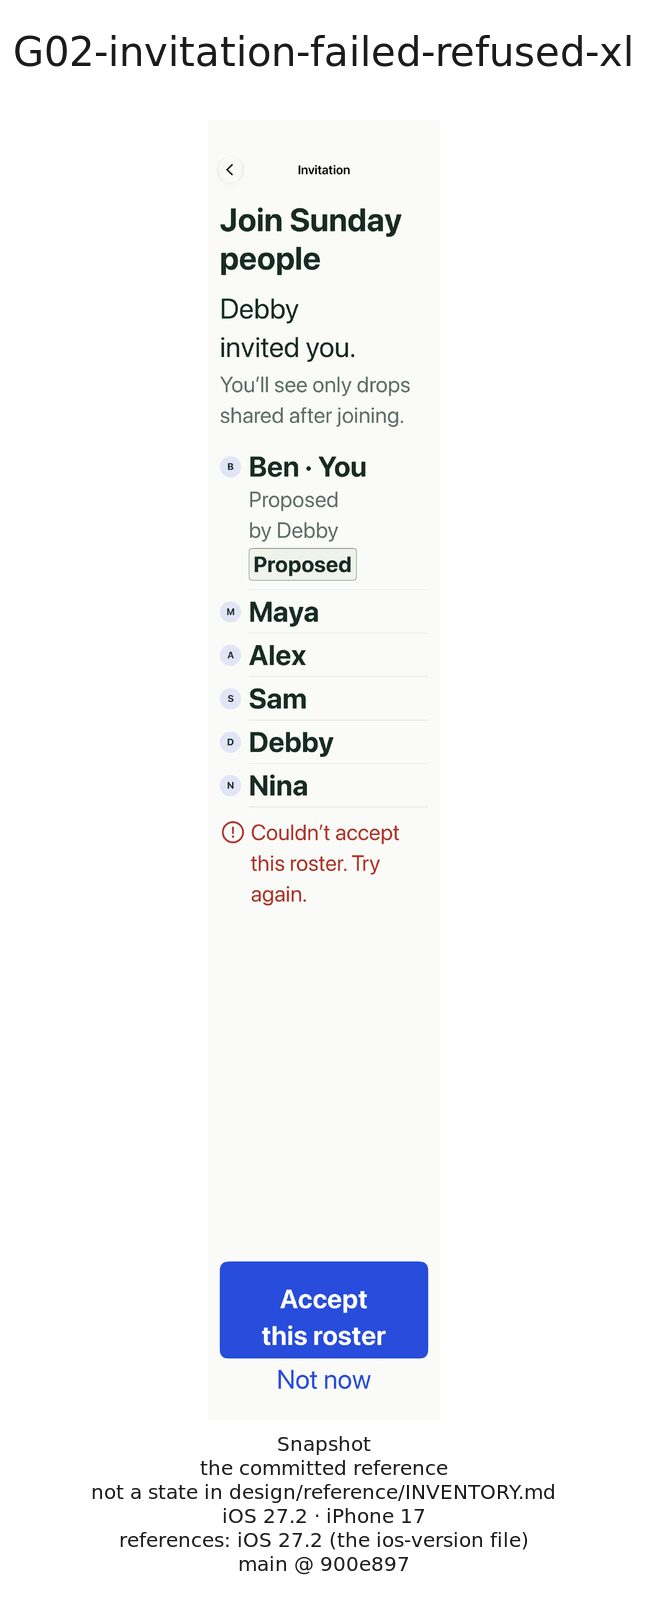 G02-invitation-failed-refused-xl
Invitation
Join Sunday
people
Debby
invited you.
You’ll see only drops
shared after joining.
B
Ben · You
Proposed
by Debby
Proposed
M
Maya
A
Alex
S
Sam
D
Debby
N
Nina
Couldn’t accept
this roster. Try
again.
Accept
this roster
Not now
Snapshot
the committed reference
not a state in design/reference/INVENTORY.md
iOS 27.2 · iPhone 17
references: iOS 27.2 (the ios-version file)
main @ 900e897